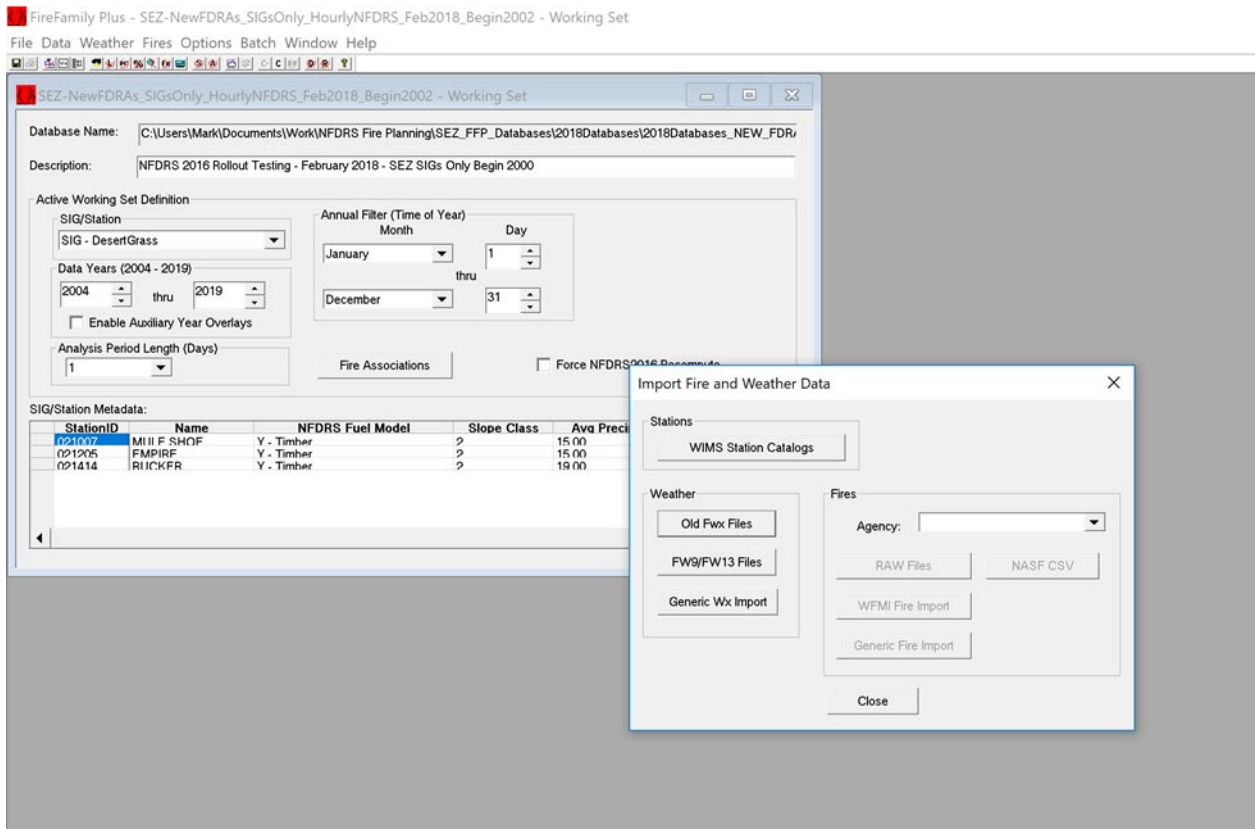 FireFamily Plus - SEZ-NewFDRAs_SIGsOnly_HourlyNFDRS_Feb2018_Begin2002 - Working Set
File Data Weather Fires Options Batch Window Help
SEZ-NewFDRAs_SIGsOnly_HourlyNFDRS_Feb2018_Begin2002 - Working Set
Database Name: C:\Users\Mark\Documents\Work\NFDRS Fire Planning\SEZ_FFP_Databases\2018Databases\2018Databases_NEW_FDRA
Description: NFDRS 2016 Rollout Testing - February 2018 - SEZ SIGs Only Begin 2000
Active Working Set Definition
SIG/Station
SIG - DesertGrass
Data Years (2004 - 2019)
2004 thru 2019
Enable Auxiliary Year Overlays
Analysis Period Length (Days)
1
Annual Filter (Time of Year)
Month Day
January 1
thru
December 31
Fire Associations
Force NFDRS2016 Recompute
SIG/Station Metadata:
StationID Name NFDRS Fuel Model Slope Class Avg Preci
021007 MULE SHOE Y - Timber 2 15.00
021205 EMPIRE Y - Timber 2 15.00
021414 RUCKER Y - Timber 2 19.00
Import Fire and Weather Data
Stations
WIMS Station Catalogs
Weather
Old Fwx Files
FW9/FW13 Files
Generic Wx Import
Fires
Agency:
RAW Files NASF CSV
WFMI Fire Import
Generic Fire Import
Close